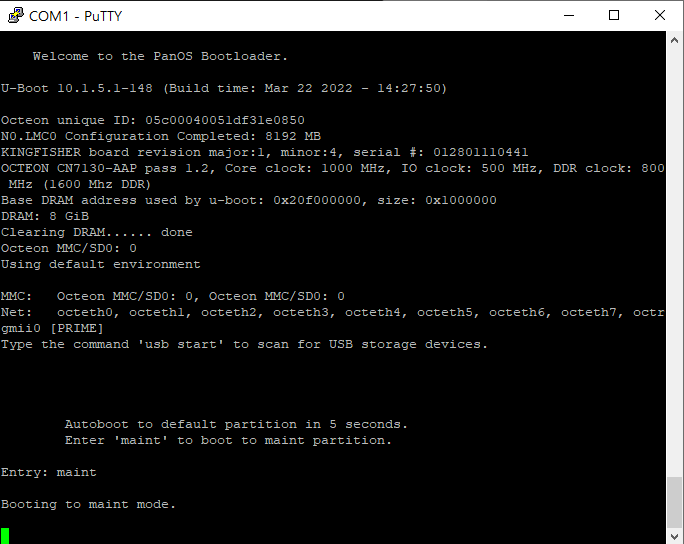 COM1 - PuTTY
Welcome to the PanOS Bootloader.
U-Boot 10.1.5.1-148 (Build time: Mar 22 2022 - 14:27:50)
Octeon unique ID: 05c00040051df31e0850
N0.LMC0 Configuration Completed: 8192 MB
KINGFISHER board revision major:1, minor:4, serial #: 012801110441
OCTEON CN7130-AAP pass 1.2, Core clock: 1000 MHz, IO clock: 500 MHz, DDR clock: 800
 MHz (1600 Mhz DDR)
Base DRAM address used by u-boot: 0x20f000000, size: 0x1000000
DRAM: 8 GiB
Clearing DRAM...... done
Octeon MMC/SD0: 0
Using default environment
MMC:   Octeon MMC/SD0: 0, Octeon MMC/SD0: 0
Net:   octeth0, octeth1, octeth2, octeth3, octeth4, octeth5, octeth6, octeth7, octr
gmii0 [PRIME]
Type the command 'usb start' to scan for USB storage devices.
Autoboot to default partition in 5 seconds.
Enter 'maint' to boot to maint partition.
Entry: maint
Booting to maint mode.